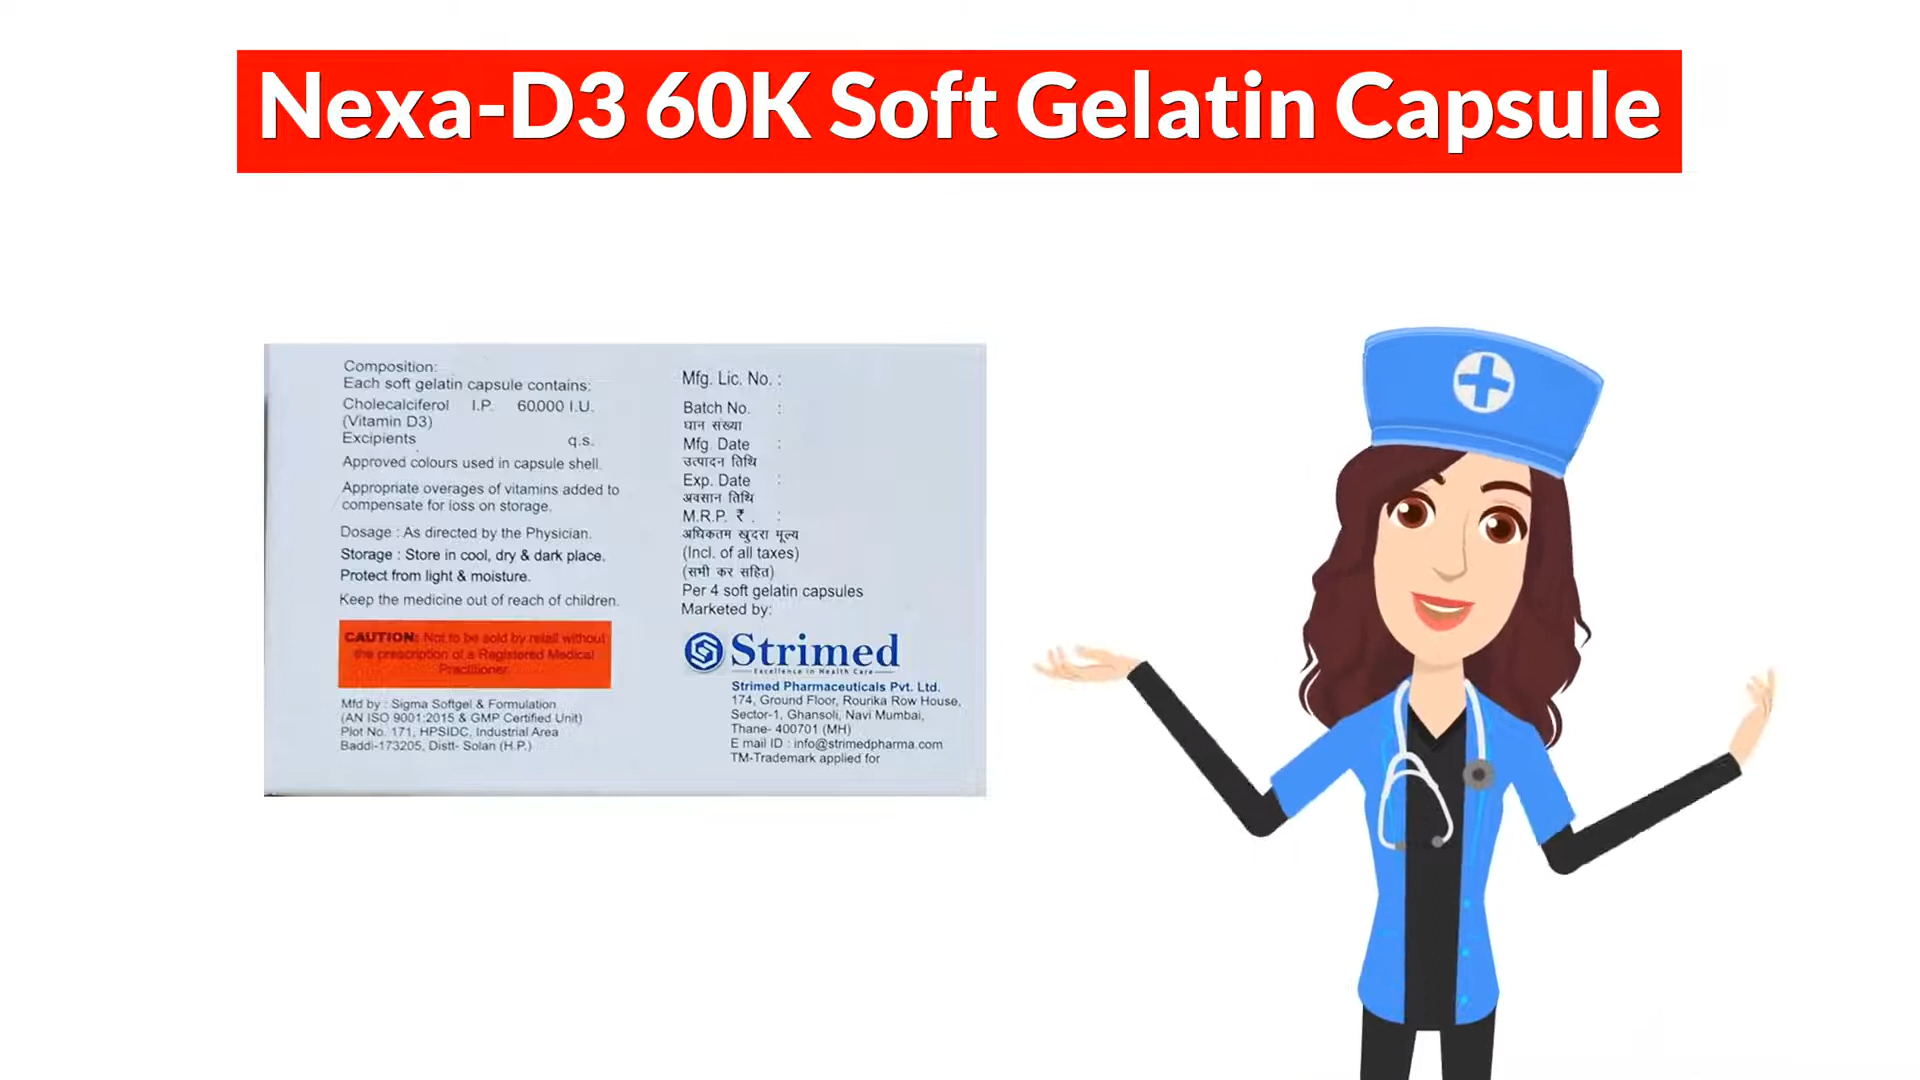 Nexa-D3 60K Soft Gelatin Capsule
Composition:
Each soft gelatin capsule contains:
Cholecalciferol I.P. 60,000 I.U.
(Vitamin D3)
Excipients q.s.
Approved colours used in capsule shell.
Appropriate overages of vitamins added to
compensate for loss on storage.
Dosage : As directed by the Physician.
Storage : Store in cool, dry & dark place.
Protect from light & moisture.
Keep the medicine out of reach of children.
CAUTION: Not to be sold by retail without
the prescription of a Registered Medical
Practitioner.
Mfd by : Sigma Softgel & Formulation
(AN ISO 9001:2015 & GMP Certified Unit)
Plot No. 171, HPSIDC, Industrial Area
Baddi-173205, Distt- Solan (H.P.)
Mfg. Lic. No. :
Batch No. :
घान संख्या
Mfg. Date :
उत्पादन तिथि
Exp. Date :
अवसान तिथि
M.R.P. ₹ . :
अधिकतम खुदरा मूल्य
(Incl. of all taxes)
(सभी कर सहित)
Per 4 soft gelatin capsules
Marketed by:
Strimed
Excellence in Health Care
Strimed Pharmaceuticals Pvt. Ltd.
174, Ground Floor, Rourika Row House,
Sector-1, Ghansoli, Navi Mumbai,
Thane- 400701 (MH)
E mail ID : info@strimedpharma.com
TM-Trademark applied for